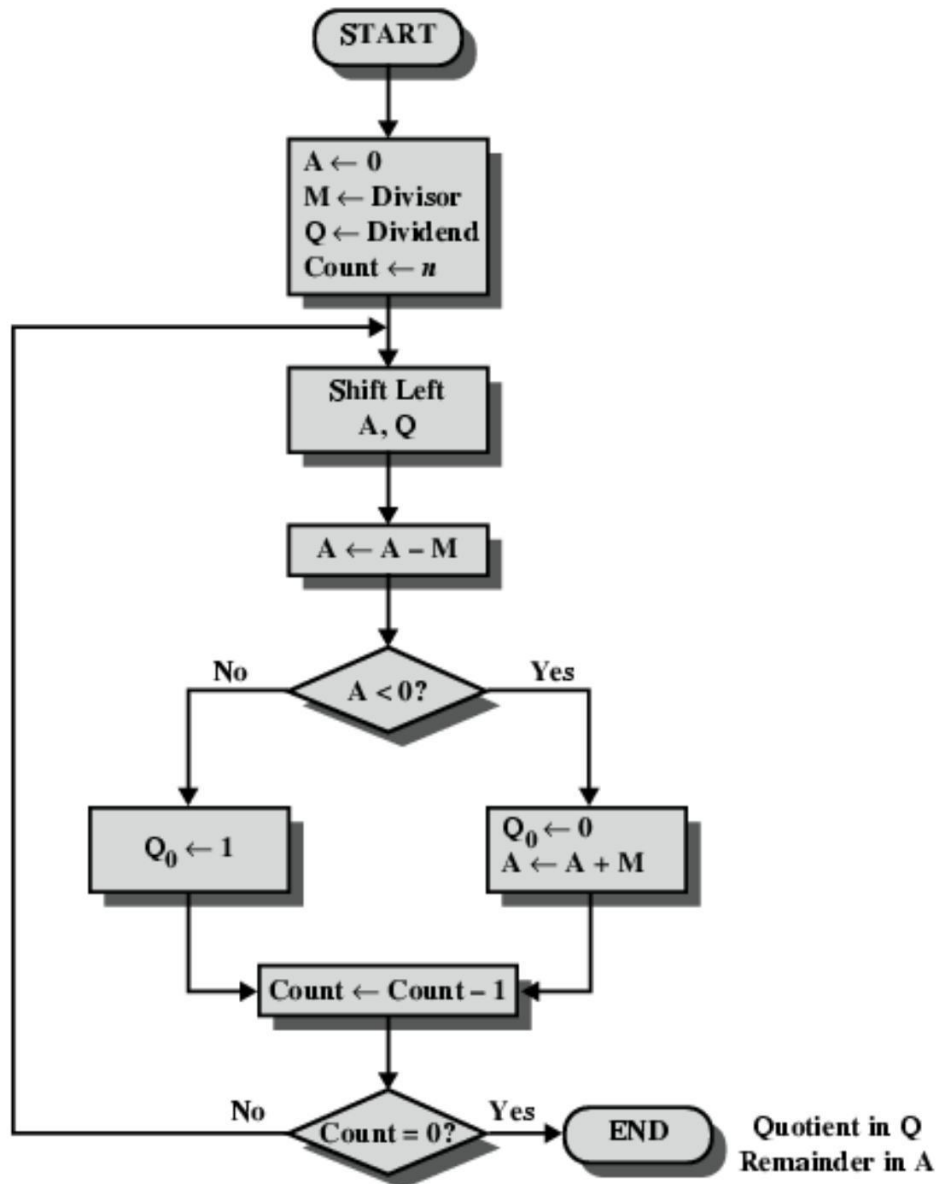 START
A ← 0
M ← Divisor
Q ← Dividend
Count ← n
Shift Left
A, Q
A ← A – M
No
Yes
A < 0?
Q₀ ← 1
Q₀ ← 0
A ← A + M
Count ← Count – 1
No
Yes
Count = 0?
END
Quotient in Q
Remainder in A